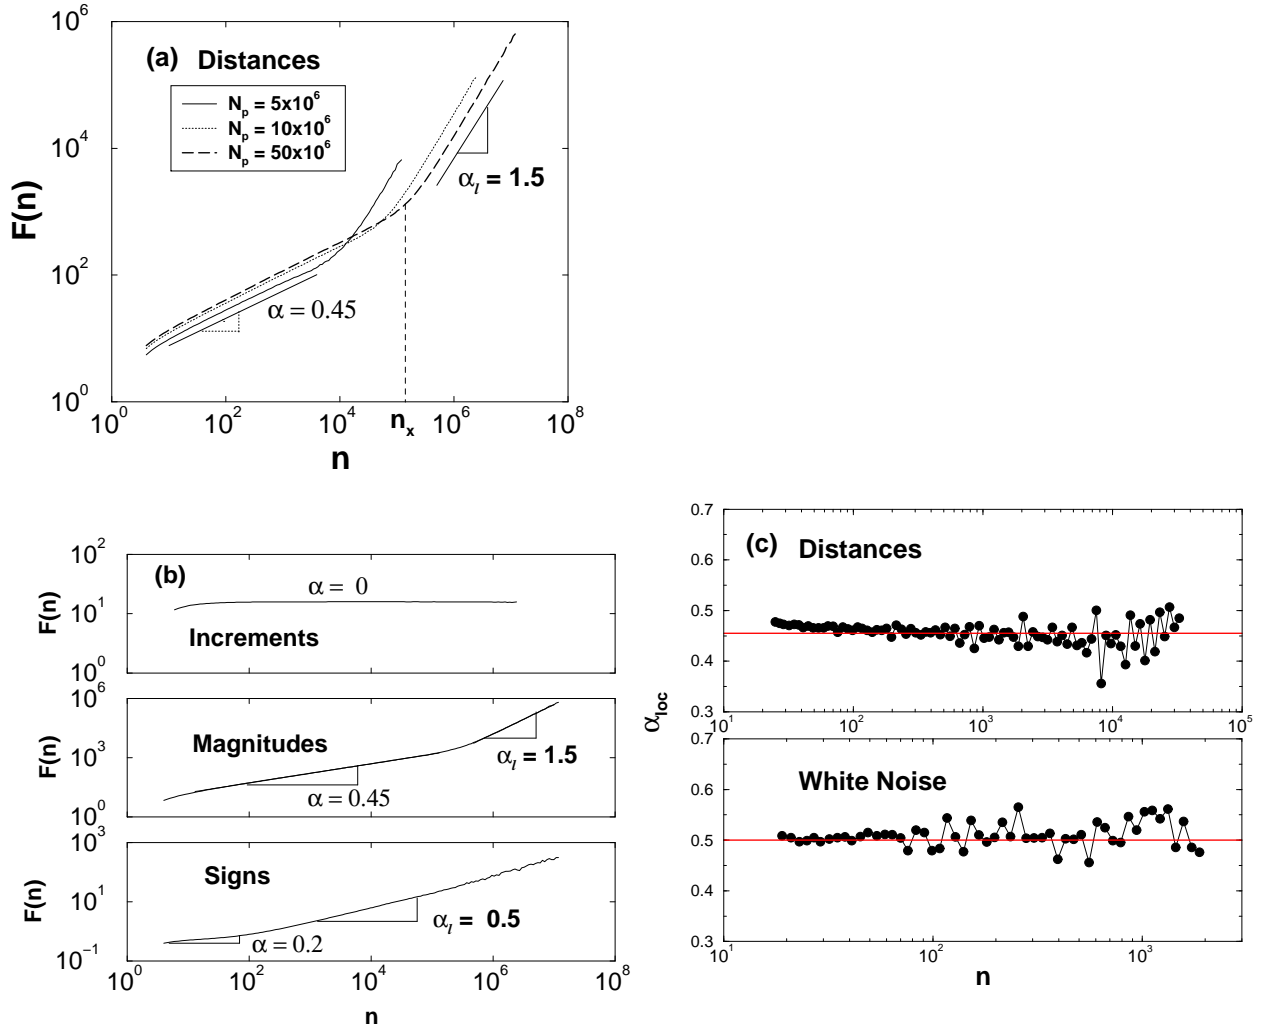 (a) Distances
N_p = 5x10^6
N_p = 10x10^6
N_p = 50x10^6
F(n)
10^6
10^4
10^2
10^0
α_l = 1.5
α = 0.45
10^0 10^2 10^4 n_x 10^6 10^8
n
(b)
F(n)
10^2
10^1
10^0
α = 0
Increments
F(n)
10^6
10^3
10^0
Magnitudes
α_l = 1.5
α = 0.45
F(n)
10^3
10^1
10^-1
Signs
α_l = 0.5
α = 0.2
10^0 10^2 10^4 10^6 10^8
n
(c) Distances
0.7
0.6
0.5
0.4
0.3
10^1 10^2 10^3 10^4 10^5
α_loc
White Noise
0.7
0.6
0.5
0.4
0.3
10^1 10^2 10^3
n